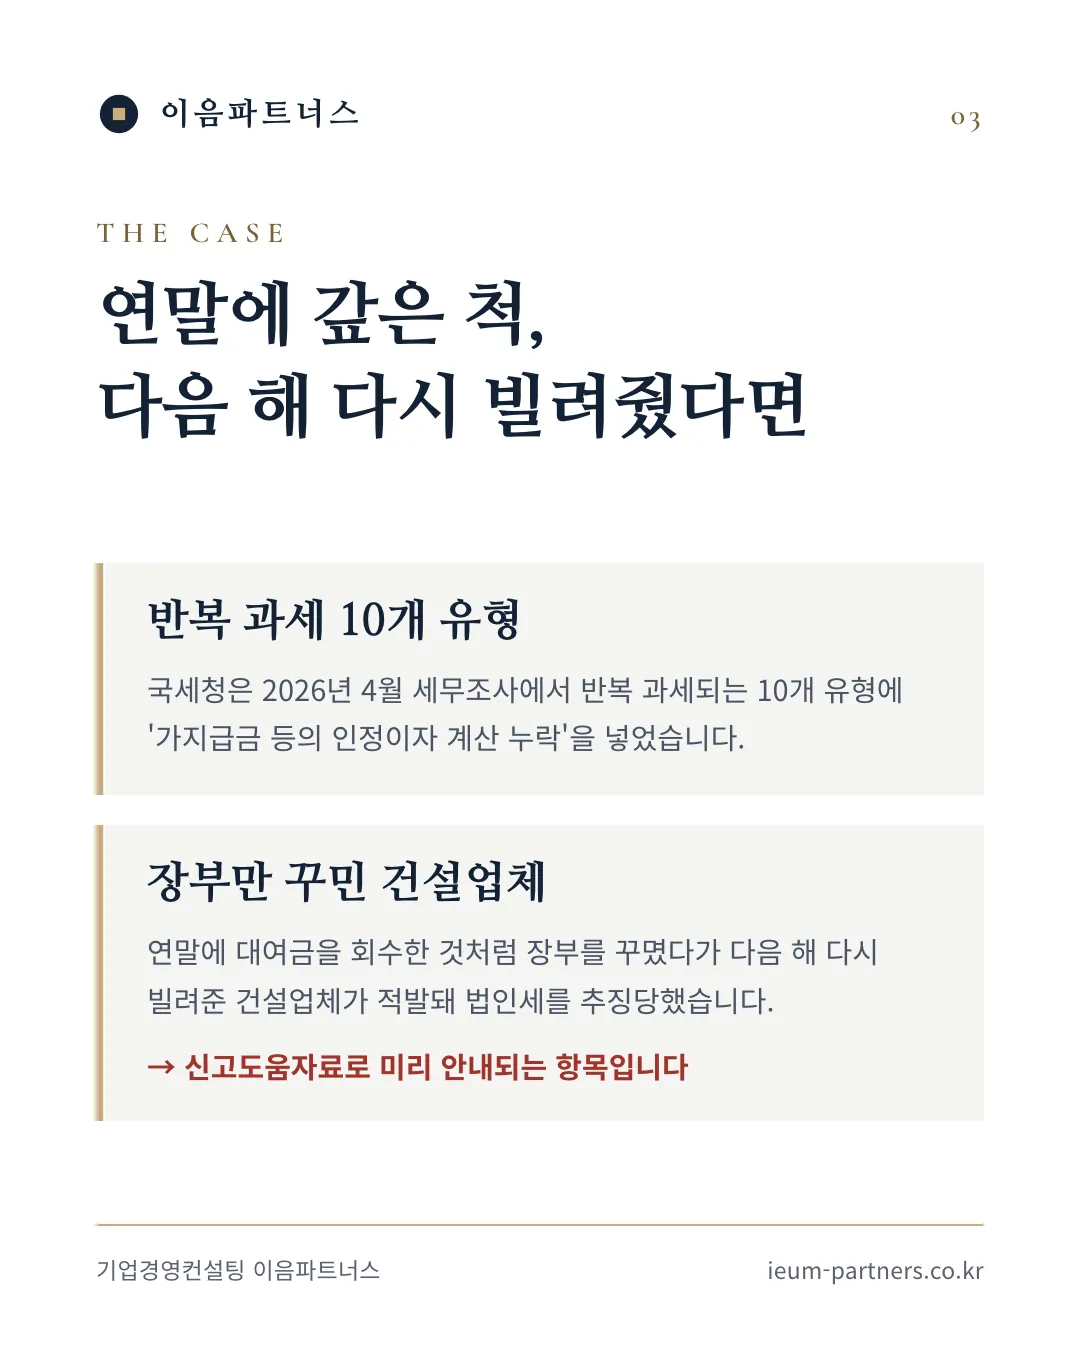 이음파트너스
03
THE CASE
연말에 갚은 척,
다음 해 다시 빌려줬다면
반복 과세 10개 유형
국세청은 2026년 4월 세무조사에서 반복 과세되는 10개 유형에
'가지급금 등의 인정이자 계산 누락'을 넣었습니다.
장부만 꾸민 건설업체
연말에 대여금을 회수한 것처럼 장부를 꾸몄다가 다음 해 다시
빌려준 건설업체가 적발돼 법인세를 추징당했습니다.
→ 신고도움자료로 미리 안내되는 항목입니다
기업경영컨설팅 이음파트너스
ieum-partners.co.kr